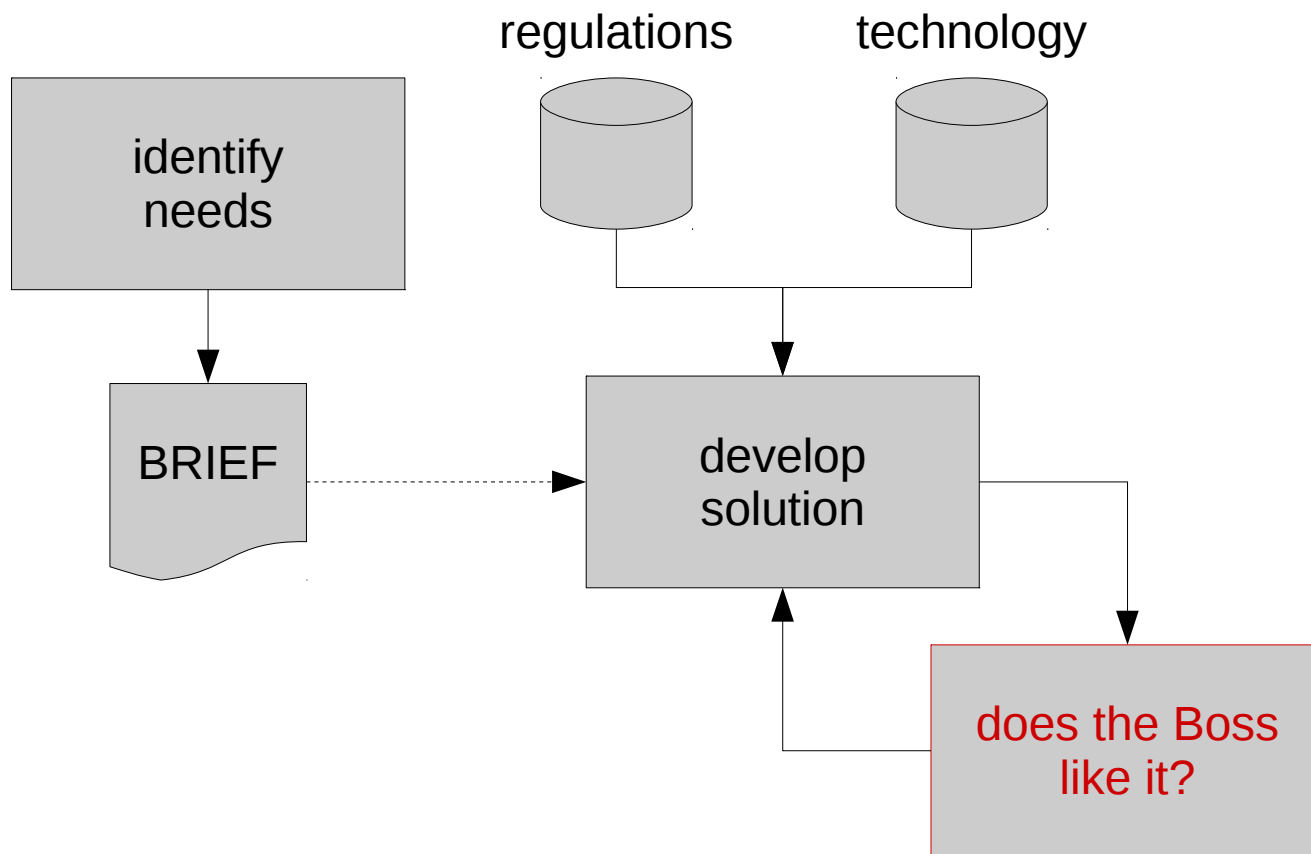 regulations
technology
identify
needs
BRIEF
develop
solution
does the Boss
like it?